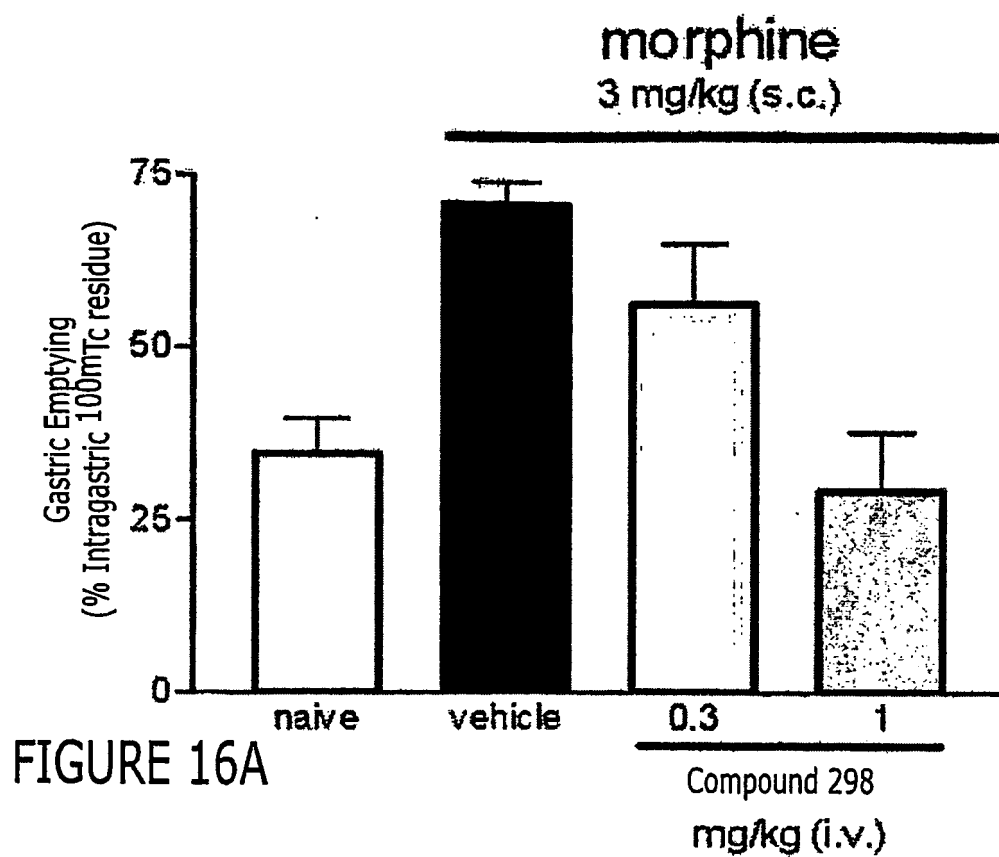 morphine
3 mg/kg (s.c.)
75
50
25
0
Gastric Emptying
(% Intragastric 100mTc residue)
naive vehicle 0.3 1
Compound 298
mg/kg (i.v.)
FIGURE 16A